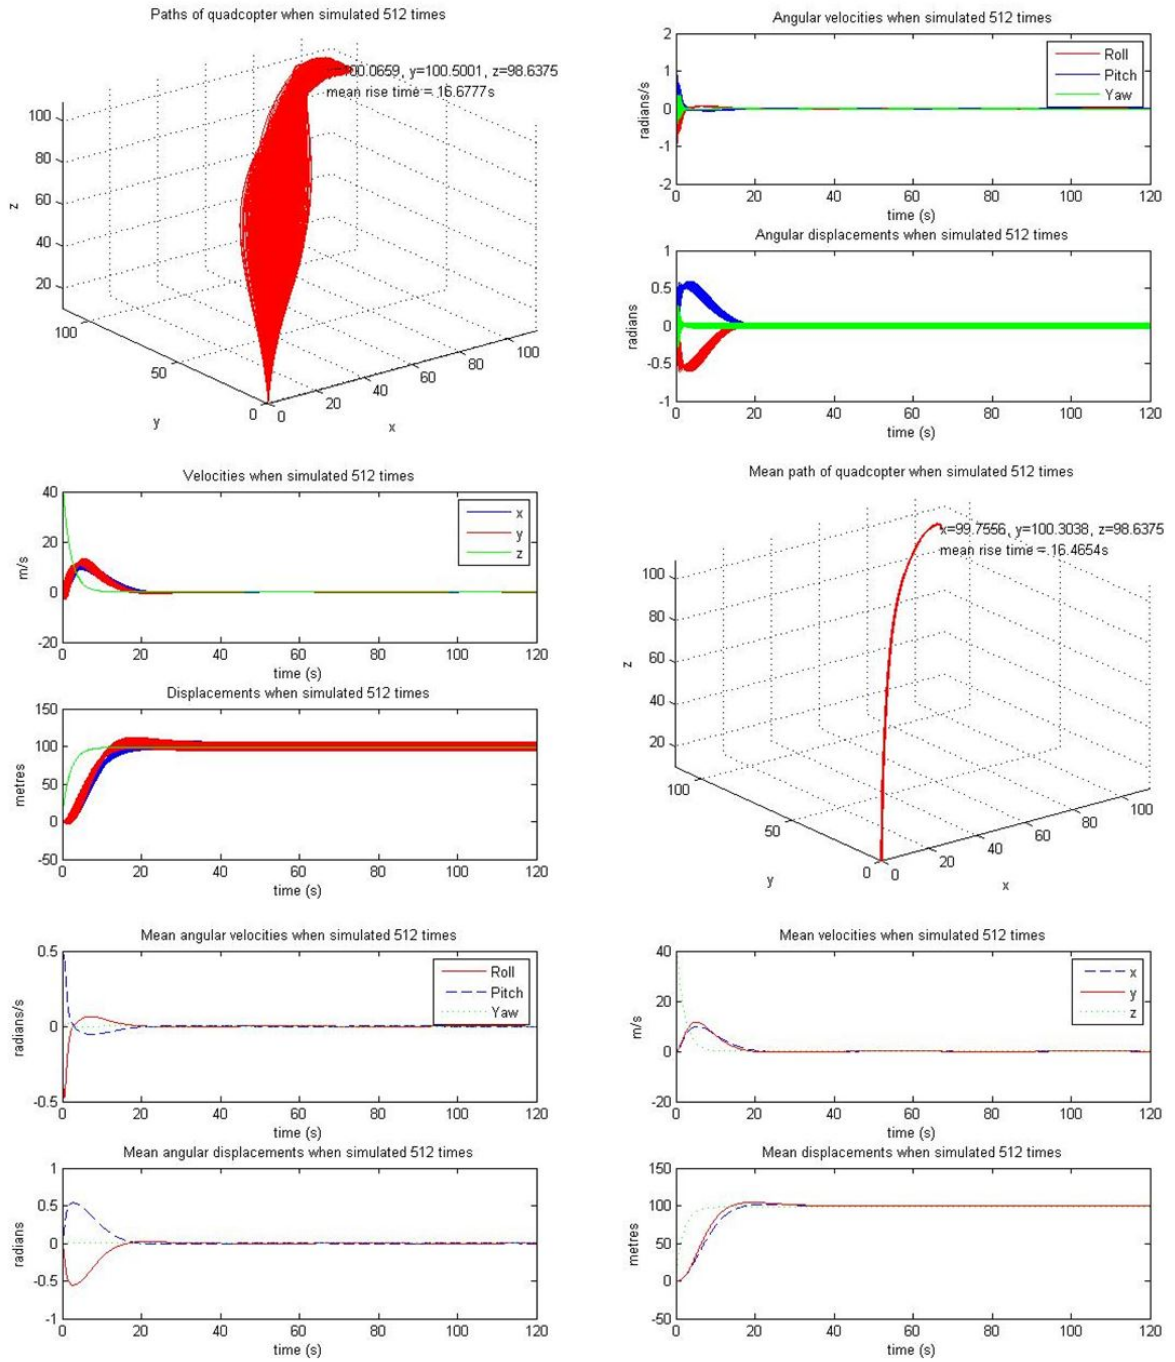 Paths of quadcopter when simulated 512 times
100.0659, y=100.5001, z=98.6375
mean rise time = 16.6777s
100
80
60
40
20
z
100
50
0
y
0
20
40
60
80
100
x
Angular velocities when simulated 512 times
2
1
0
-1
-2
radians/s
Roll
Pitch
Yaw
0 20 40 60 80 100 120
time (s)
Angular displacements when simulated 512 times
1
0.5
0
-0.5
-1
radians
0 20 40 60 80 100 120
time (s)
Velocities when simulated 512 times
40
20
0
-20
m/s
x
y
z
0 20 40 60 80 100 120
time (s)
Displacements when simulated 512 times
150
100
50
0
-50
metres
0 20 40 60 80 100 120
time (s)
Mean path of quadcopter when simulated 512 times
x=99.7556, y=100.3038, z=98.6375
mean rise time = 16.4654s
100
80
60
40
20
z
100
50
0
y
0
20
40
60
80
100
x
Mean angular velocities when simulated 512 times
0.5
0
-0.5
radians/s
Roll
Pitch
Yaw
0 20 40 60 80 100 120
time (s)
Mean angular displacements when simulated 512 times
1
0.5
0
-0.5
-1
radians
0 20 40 60 80 100 120
time (s)
Mean velocities when simulated 512 times
40
20
0
-20
m/s
x
y
z
0 20 40 60 80 100 120
time (s)
Mean displacements when simulated 512 times
150
100
50
0
-50
metres
0 20 40 60 80 100 120
time (s)